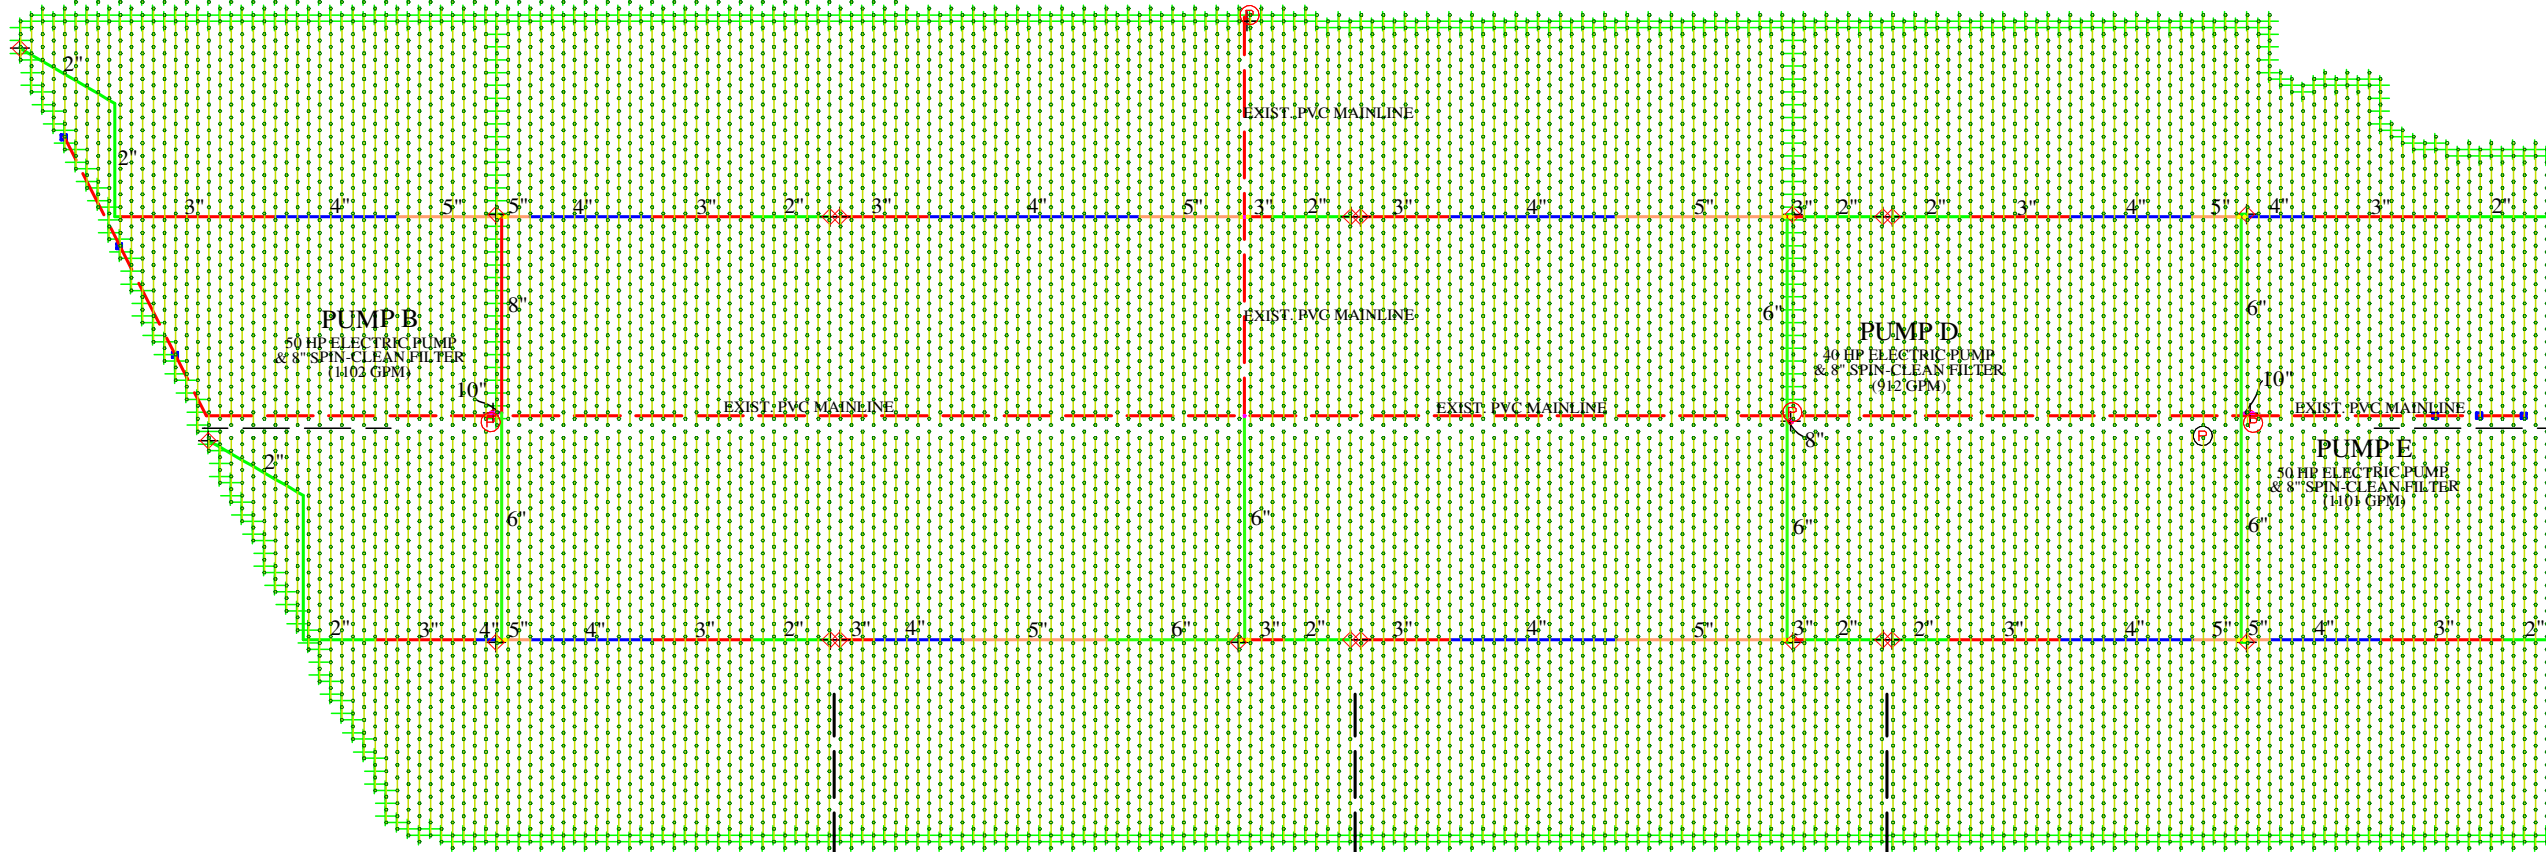 P
2"
EXIST. PVC MAINLINE
2"
3"
4"
5"
5"
4"
3"
2"
3"
4"
5"
3"
2"
3"
4"
5"
3"
2"
2"
3"
4"
5"
4"
3"
2"
8"
6"
6"
PUMP B
50 HP ELECTRIC PUMP
& 8" SPIN-CLEAN FILTER
(1102 GPM)
EXIST. PVC MAINLINE
PUMP D
40 HP ELECTRIC PUMP
& 8" SPIN-CLEAN FILTER
(912 GPM)
10"
10"
EXIST. PVC MAINLINE
EXIST. PVC MAINLINE
EXIST. PVC MAINLINE
P
P
P
P
8"
PUMP E
50 HP ELECTRIC PUMP
& 8" SPIN-CLEAN FILTER
(1101 GPM)
2"
6"
6"
6"
6"
2"
3"
4"
5"
4"
3"
2"
3"
4"
5"
6"
3"
2"
3"
4"
5"
3"
2"
2"
3"
4"
5"
5"
4"
3"
2"